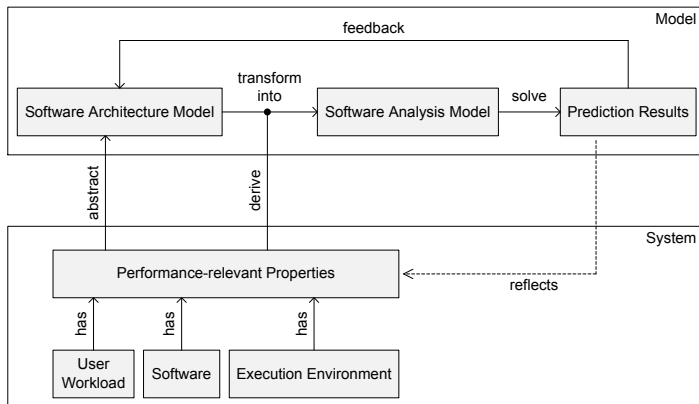 feedback
Model
transform
into
solve
Software Architecture Model
Software Analysis Model
Prediction Results
abstract
derive
System
Performance-relevant Properties
reflects
has
has
has
User
Workload
Software
Execution Environment